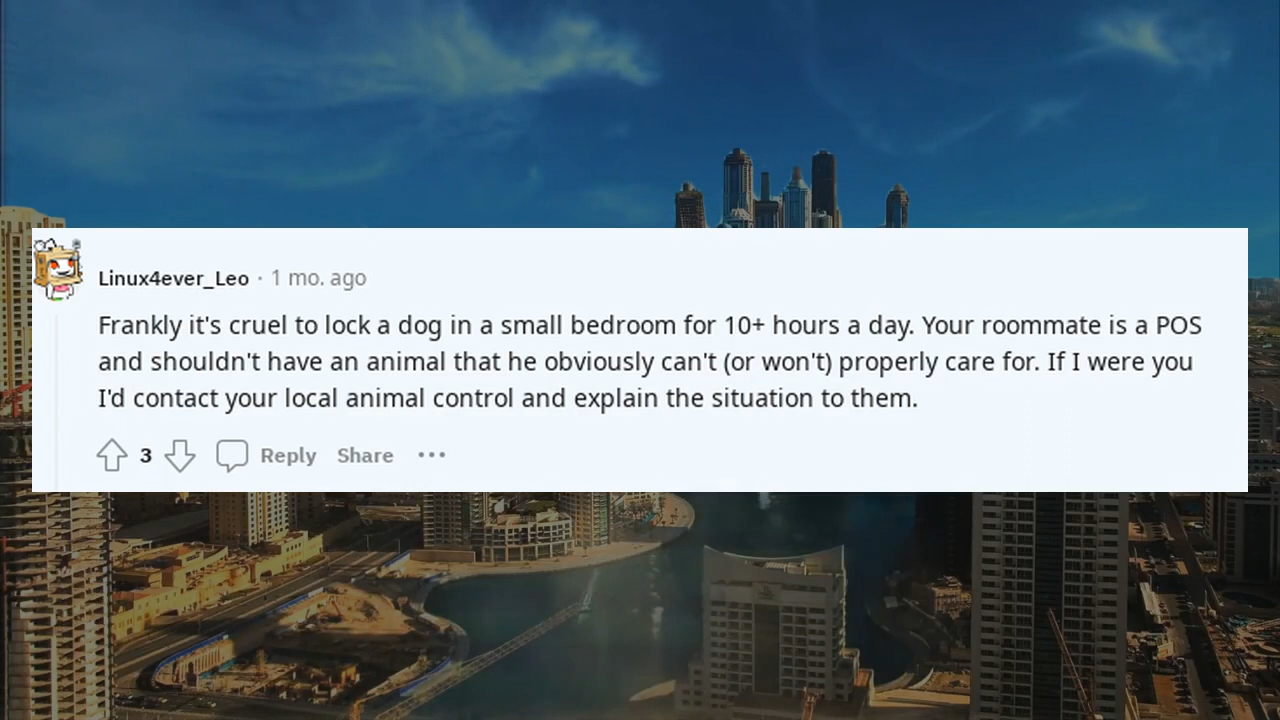 Linux4ever_Leo · 1 mo. ago
Frankly it's cruel to lock a dog in a small bedroom for 10+ hours a day. Your roommate is a POS
and shouldn't have an animal that he obviously can't (or won't) properly care for. If I were you
I'd contact your local animal control and explain the situation to them.
3 Reply Share ···